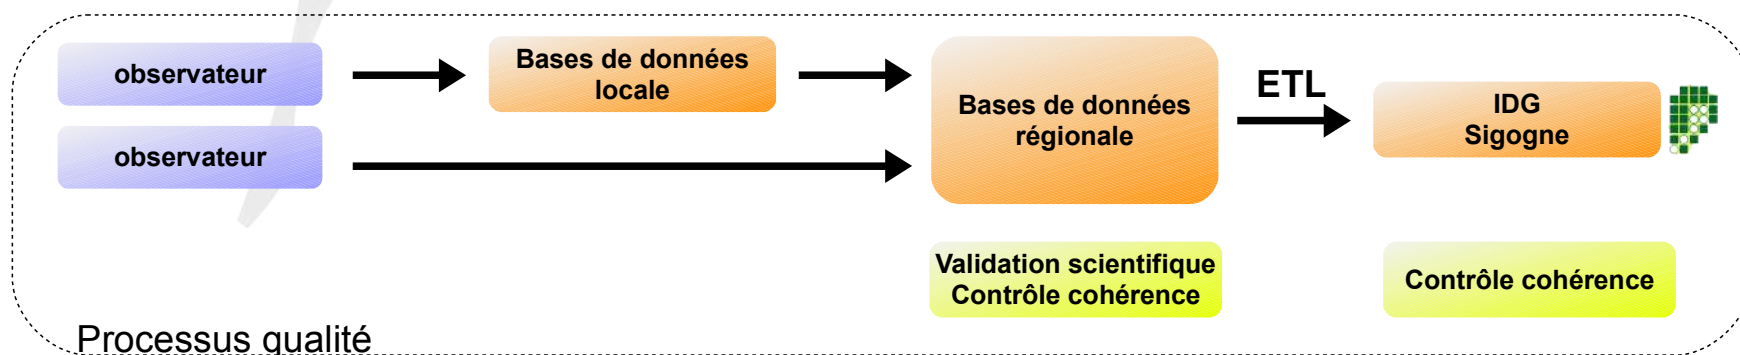 observateur
Bases de données
locale
observateur
Bases de données
régionale
ETL
IDG
Sigogne
Validation scientifique
Contrôle cohérence
Contrôle cohérence
Processus qualité